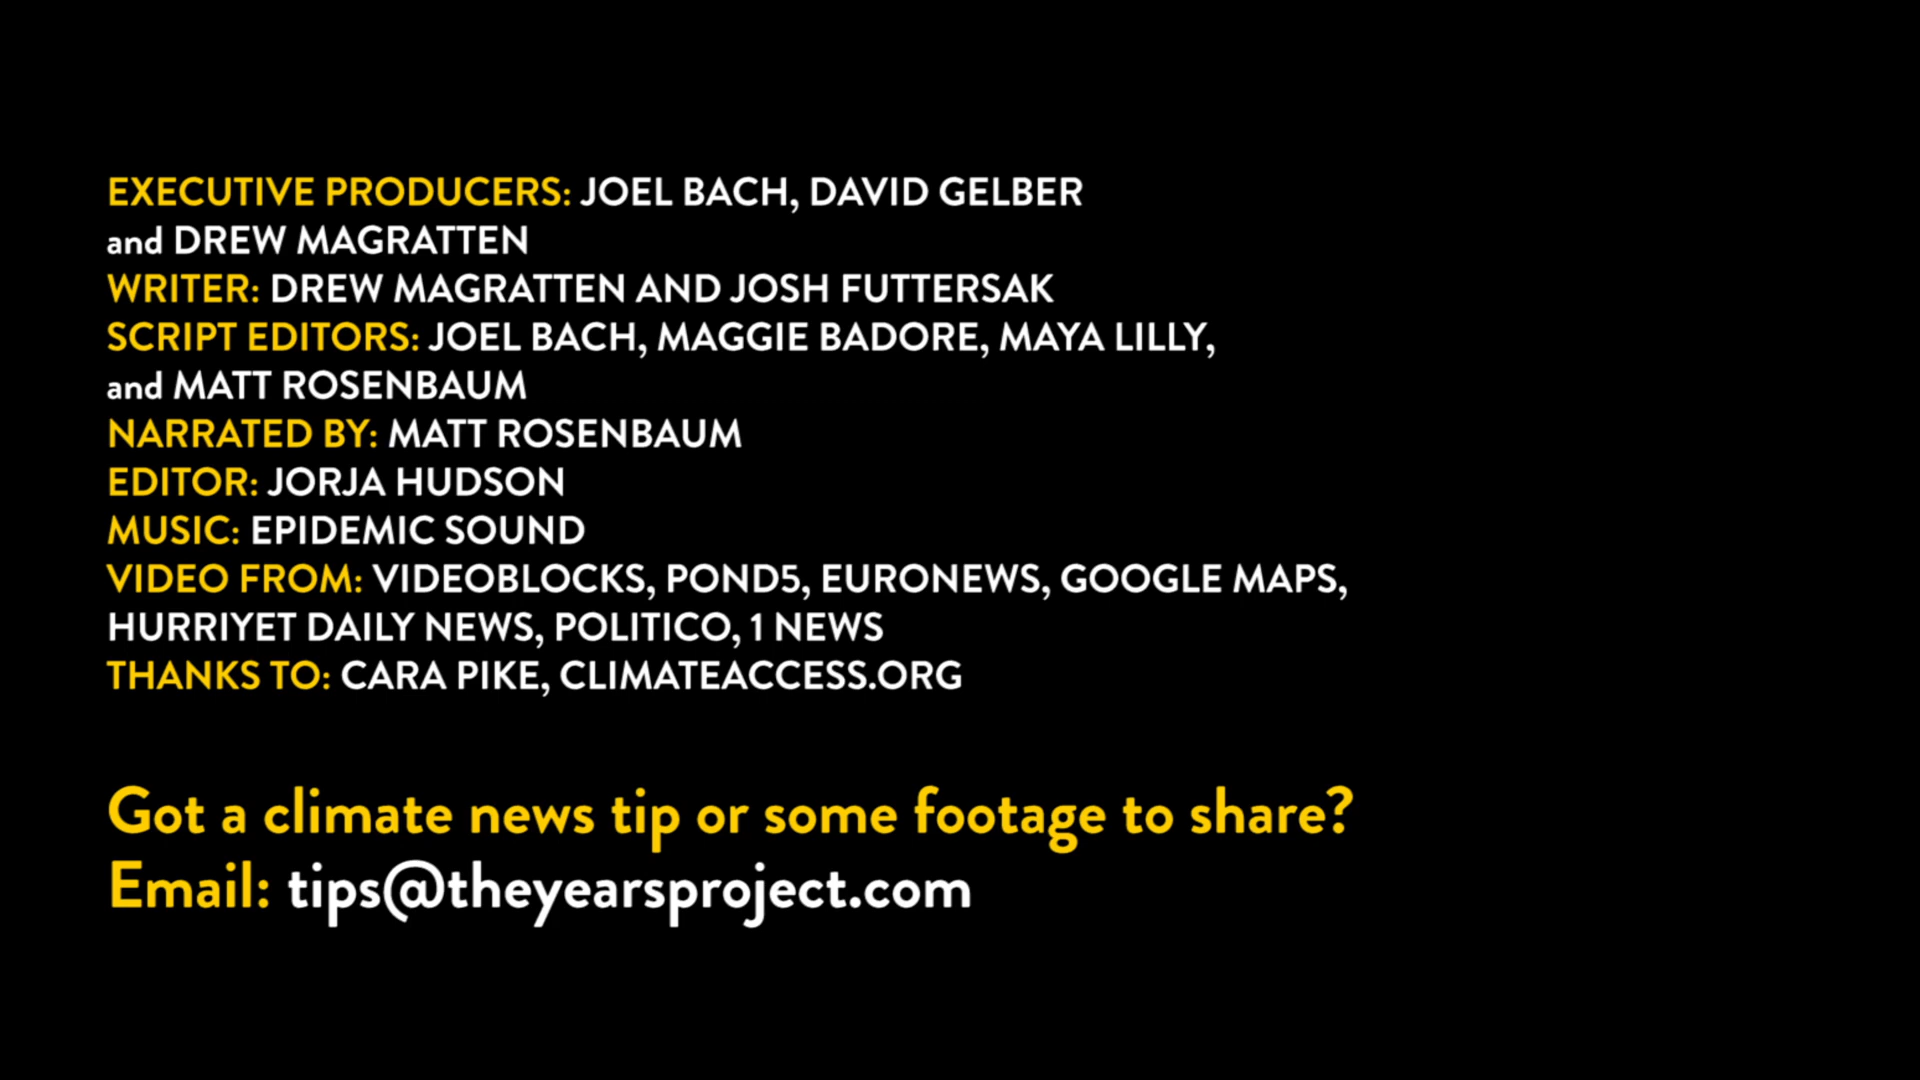 EXECUTIVE PRODUCERS: JOEL BACH, DAVID GELBER
and DREW MAGRATTEN
WRITER: DREW MAGRATTEN AND JOSH FUTTERSAK
SCRIPT EDITORS: JOEL BACH, MAGGIE BADORE, MAYA LILLY,
and MATT ROSENBAUM
NARRATED BY: MATT ROSENBAUM
EDITOR: JORJA HUDSON
MUSIC: EPIDEMIC SOUND
VIDEO FROM: VIDEOBLOCKS, POND5, EURONEWS, GOOGLE MAPS,
HURRIYET DAILY NEWS, POLITICO, 1 NEWS
THANKS TO: CARA PIKE, CLIMATEACCESS.ORG
Got a climate news tip or some footage to share?
Email: tips@theyearsproject.com